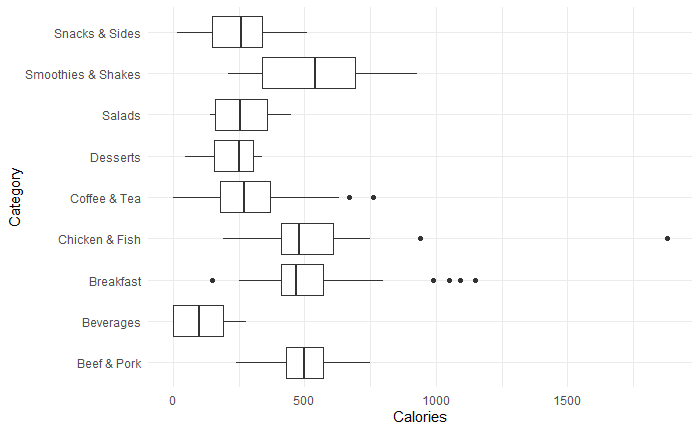 Snacks & Sides
Smoothies & Shakes
Salads
Desserts
Coffee & Tea
Chicken & Fish
Breakfast
Beverages
Beef & Pork
Category
0 500 1000 1500
Calories